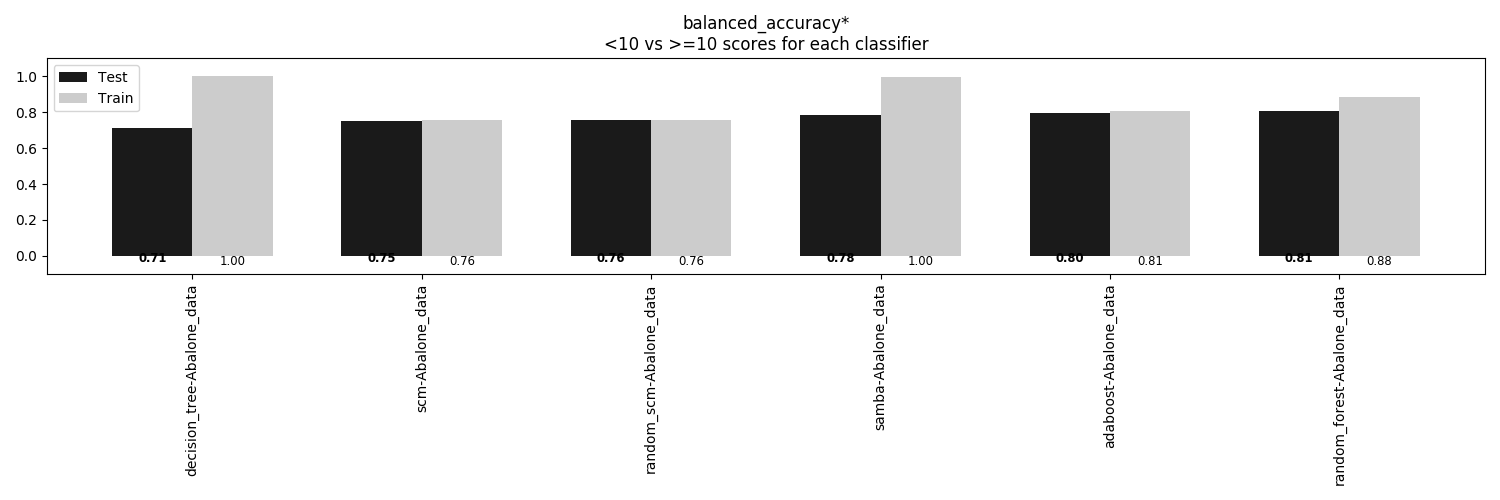 balanced_accuracy*
<10 vs >=10 scores for each classifier
Test
Train
1.0
0.8
0.6
0.4
0.2
0.0
0.71 1.00 0.75 0.76 0.76 0.76 0.78 1.00 0.80 0.81 0.81 0.88
decision_tree-Abalone_data
scm-Abalone_data
random_scm-Abalone_data
samba-Abalone_data
adaboost-Abalone_data
random_forest-Abalone_data